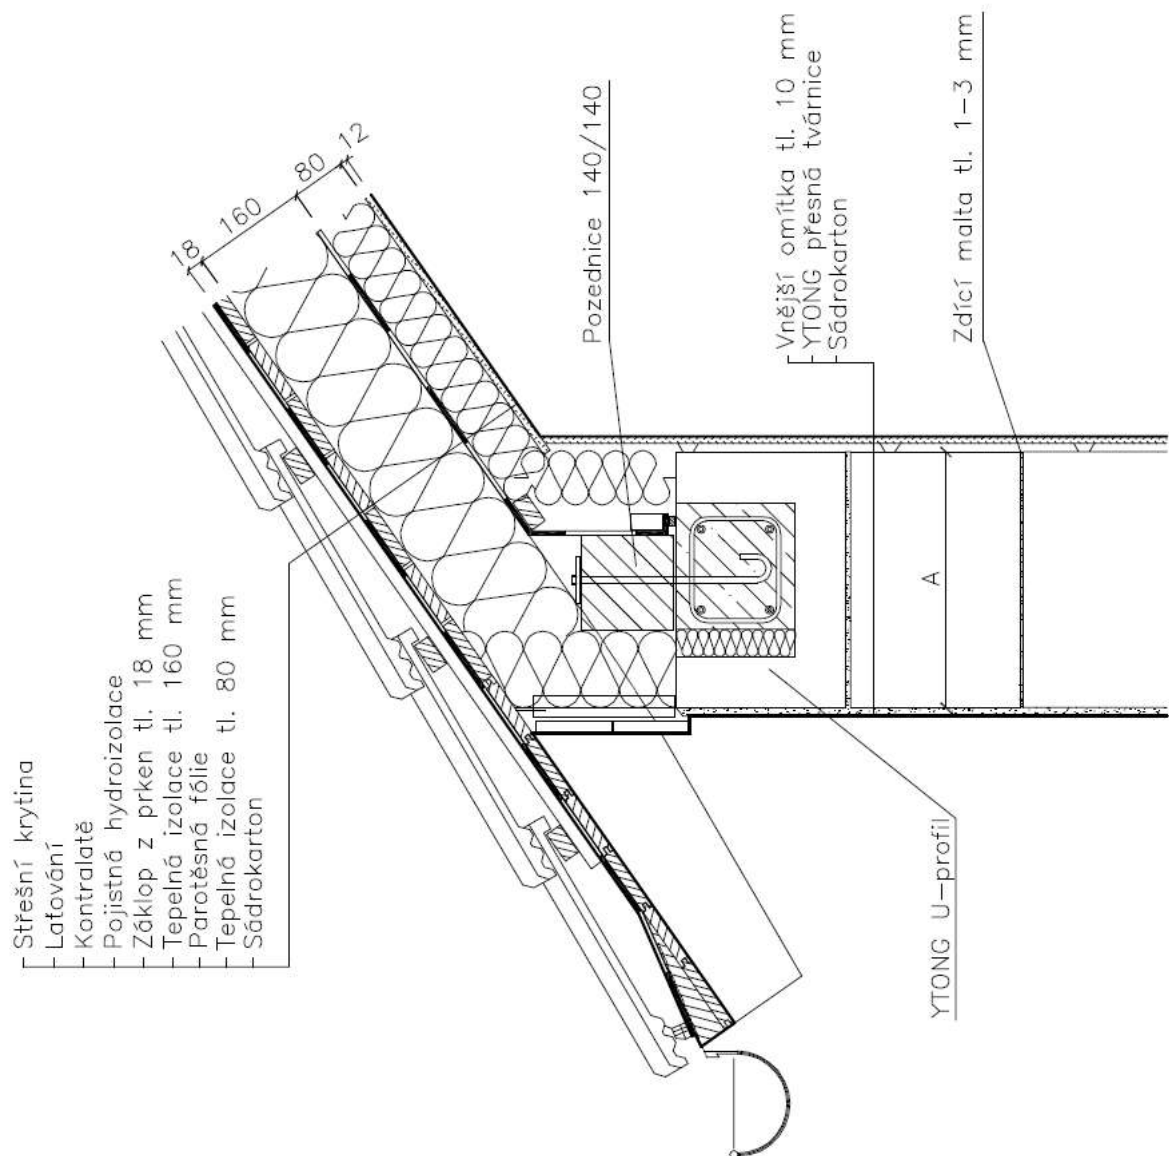 Střešní krytina
Laťování
Kontralatě
Pojistná hydroizolace
Záklop z prken tl. 18 mm
Tepelná izolace tl. 160 mm
Parotěsná fólie
Tepelná izolace tl. 80 mm
Sádrokarton
18
160
80
12
Pozednice 140/140
Vnější omítka tl. 10 mm
YTONG přesná tvárnice
Sádrokarton
Zdící malta tl. 1-3 mm
A
YTONG U-profil